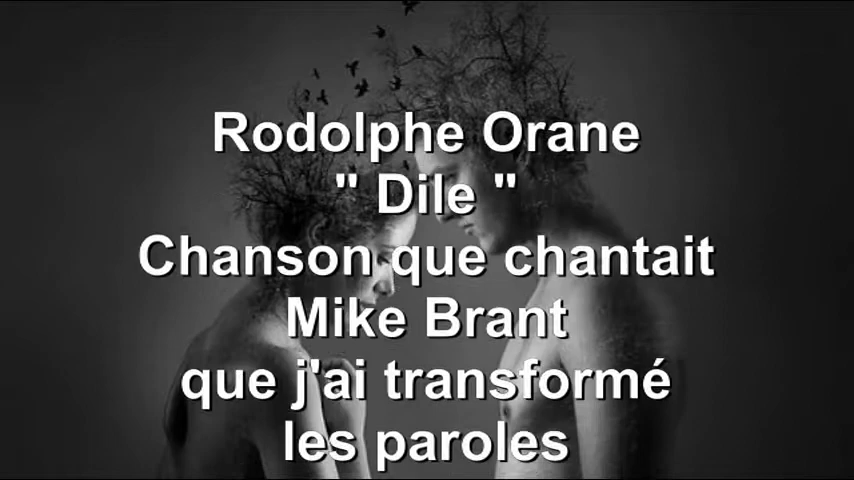 Rodolphe Orane
" Dile "
Chanson que chantait
Mike Brant
que j'ai transformé
les paroles